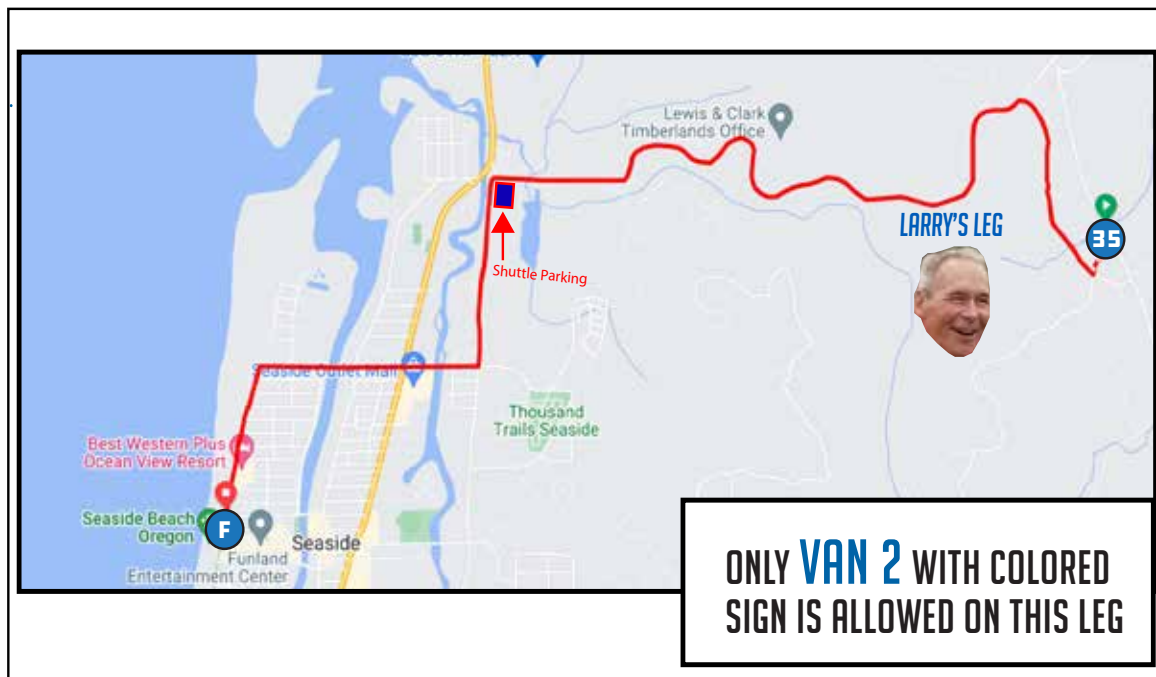 Lewis & Clark
Timberlands Office
LARRY'S LEG
35
Shuttle Parking
Seaside Outlet Mall
Thousand
Trails Seaside
Best Western Plus
Ocean View Resort
Seaside Beach
Oregon
F
Seaside
Funland
Entertainment Center
ONLY VAN 2 WITH COLORED
SIGN IS ALLOWED ON THIS LEG